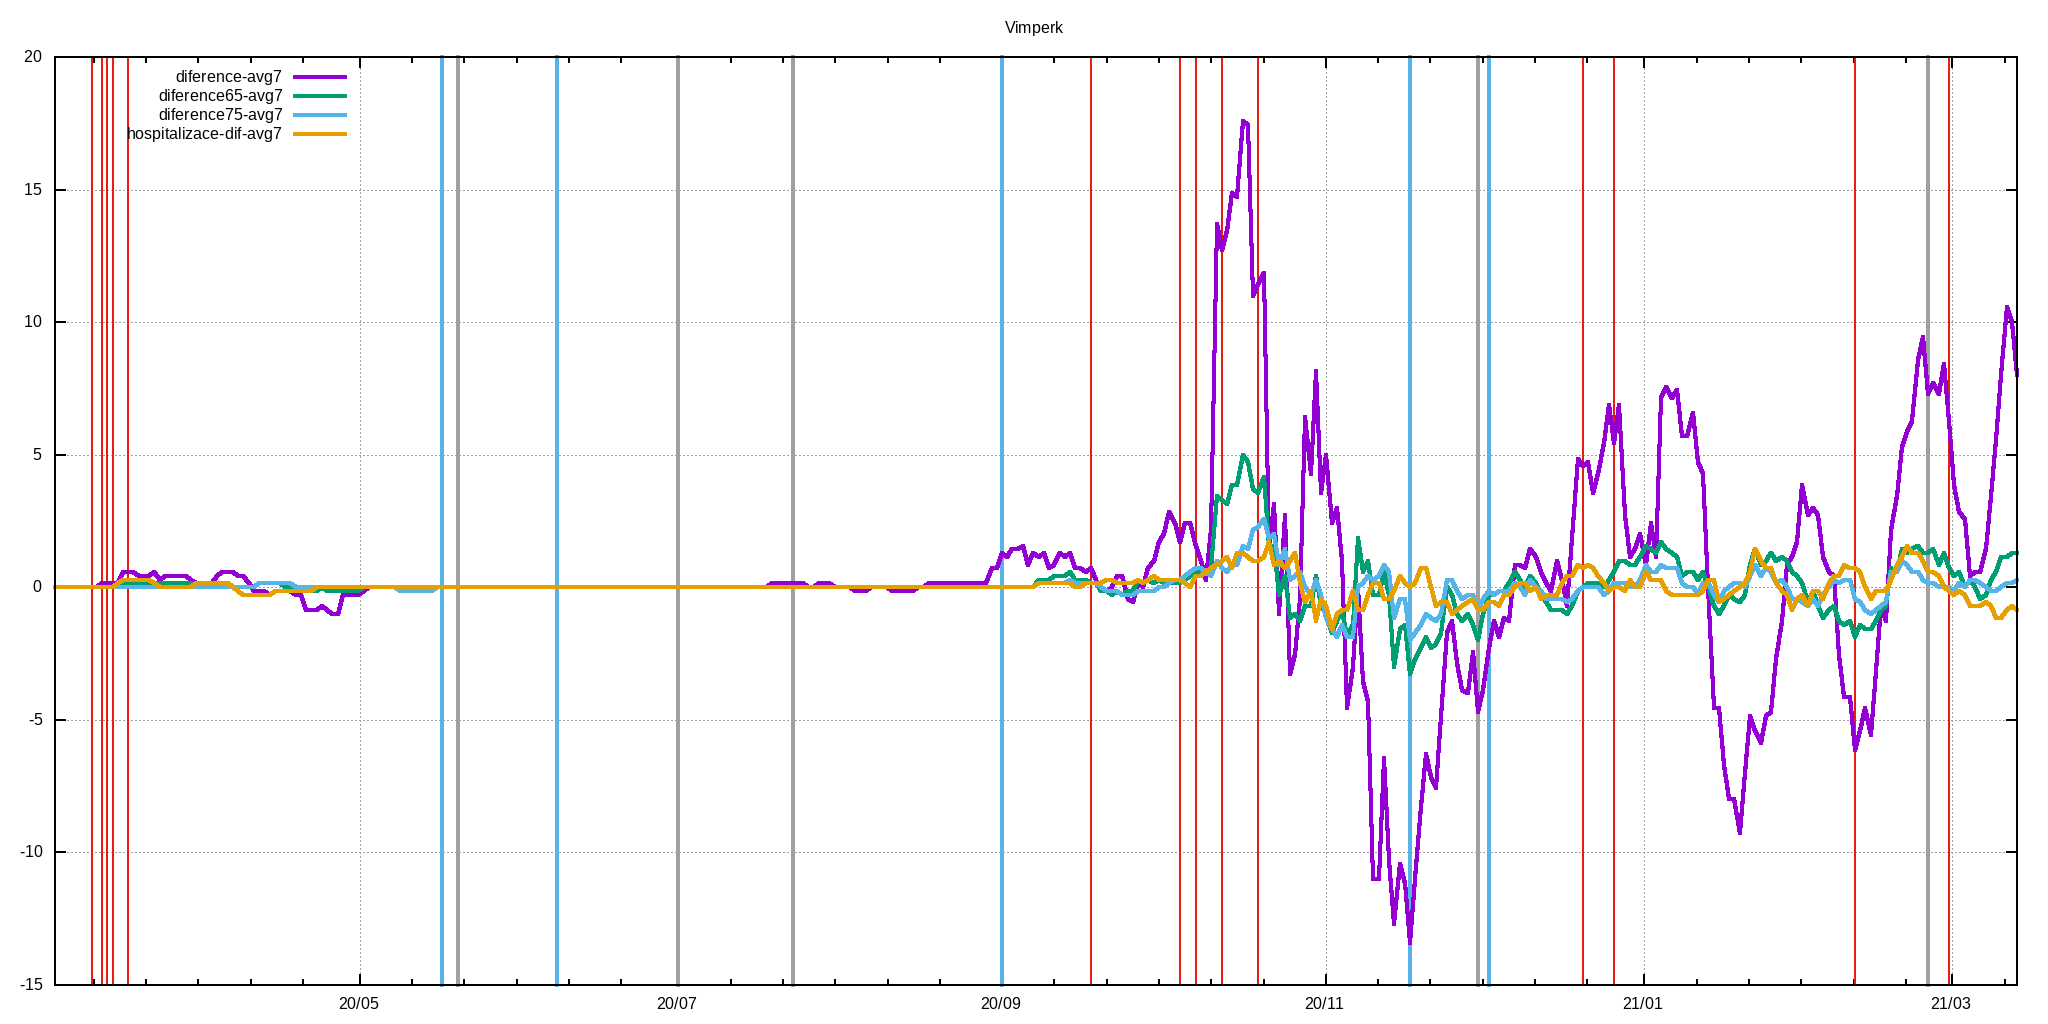 Vimperk
diference-avg7
diference65-avg7
diference75-avg7
hospitalizace-dif-avg7
20
15
10
5
0
-5
-10
-15
20/05 20/07 20/09 20/11 21/01 21/03